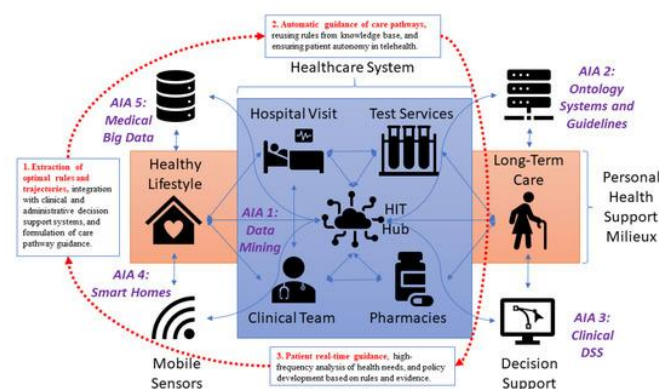 2. Automatic guidance of care pathways,
reusing rules from knowledge base, and
ensuring patient autonomy in telehealth.
Healthcare System
AIA 5:
Medical
Big Data
Hospital Visit
Test Services
AIA 2:
Ontology
Systems and
Guidelines
1. Extraction of
optimal rules and
trajectories, integration
with clinical and
administrative decision
support systems, and
formulation of care
pathway guidance.
Healthy
Lifestyle
AIA 1:
Data
Mining
HIT
Hub
Long-Term
Care
Personal
Health
Support
Milieux
AIA 4:
Smart Homes
Clinical Team
Pharmacies
AIA 3:
Clinical
DSS
Mobile
Sensors
3. Patient real-time guidance, high-
frequency analysis of health needs, and policy
development based on rules and evidence.
Decision
Support